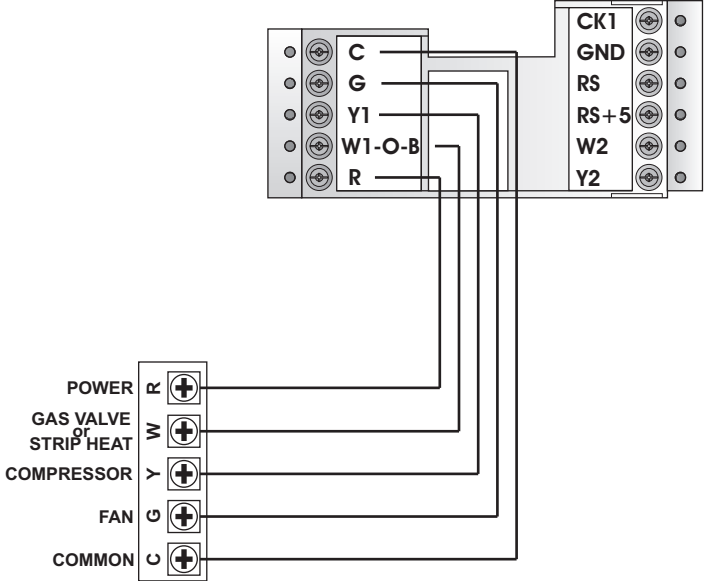 C
G
Y1
W1-O-B
R
CK1
GND
RS
RS+5
W2
Y2
POWER R
GAS VALVE
or
STRIP HEAT W
COMPRESSOR Y
FAN G
COMMON C